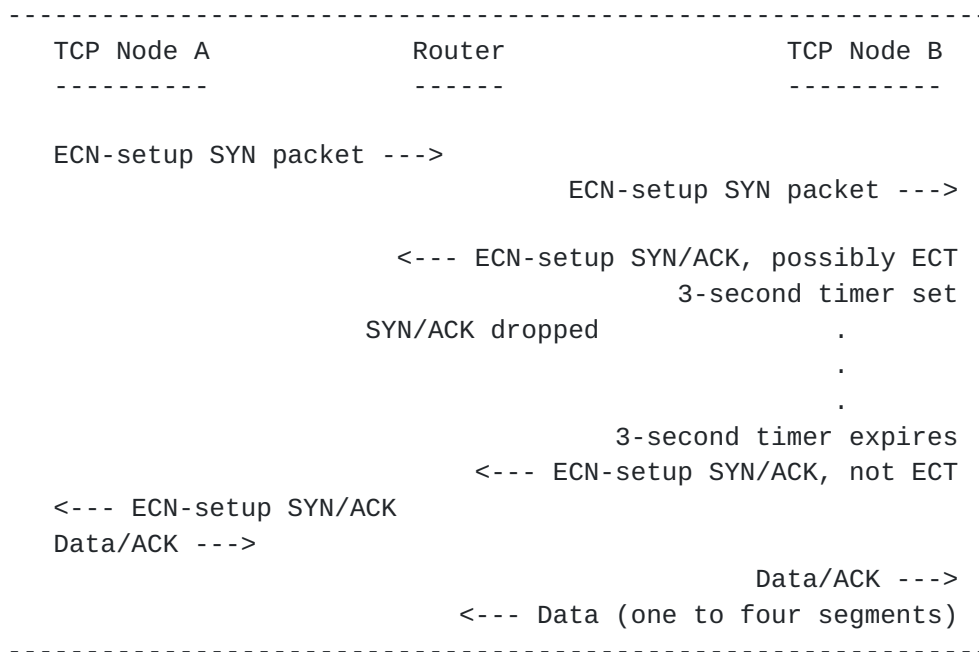 ---------------------------------------------------------------
TCP Node A             Router                  TCP Node B
----------             ------                  ----------
ECN-setup SYN packet --->
ECN-setup SYN packet --->
<--- ECN-setup SYN/ACK, possibly ECT
3-second timer set
SYN/ACK dropped               .
.
.
3-second timer expires
<--- ECN-setup SYN/ACK, not ECT
<--- ECN-setup SYN/ACK
Data/ACK --->
Data/ACK --->
<--- Data (one to four segments)
---------------------------------------------------------------